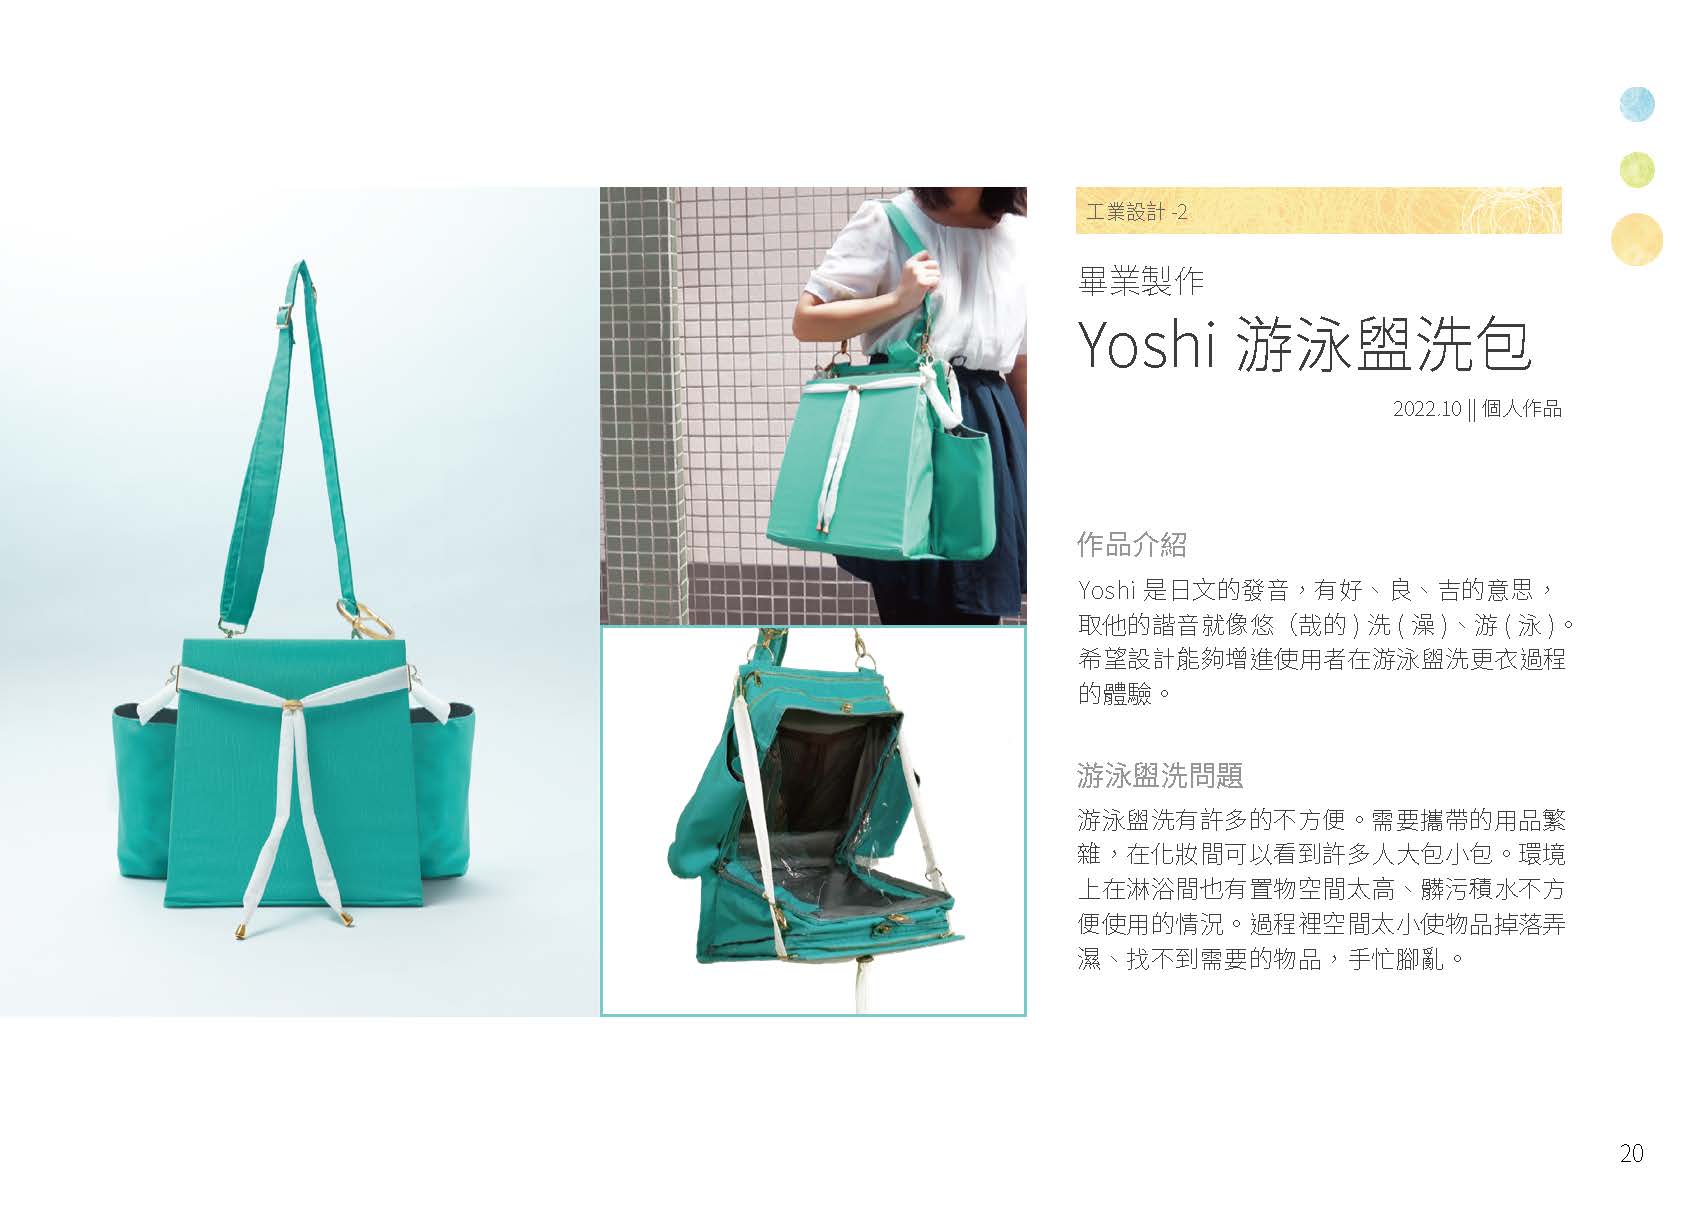 工業設計 -2
畢業製作
Yoshi 游泳盥洗包
2022.10 || 個人作品
作品介紹
Yoshi 是日文的發音，有好、良、吉的意思，
取他的諧音就像悠（哉的 ) 洗 ( 澡 )、游 ( 泳 )。
希望設計能夠增進使用者在游泳盥洗更衣過程
的體驗。
游泳盥洗問題
游泳盥洗有許多的不方便。需要攜帶的用品繁
雜，在化妝間可以看到許多人大包小包。環境
上在淋浴間也有置物空間太高、髒污積水不方
便使用的情況。過程裡空間太小使物品掉落弄
濕、找不到需要的物品，手忙腳亂。
20